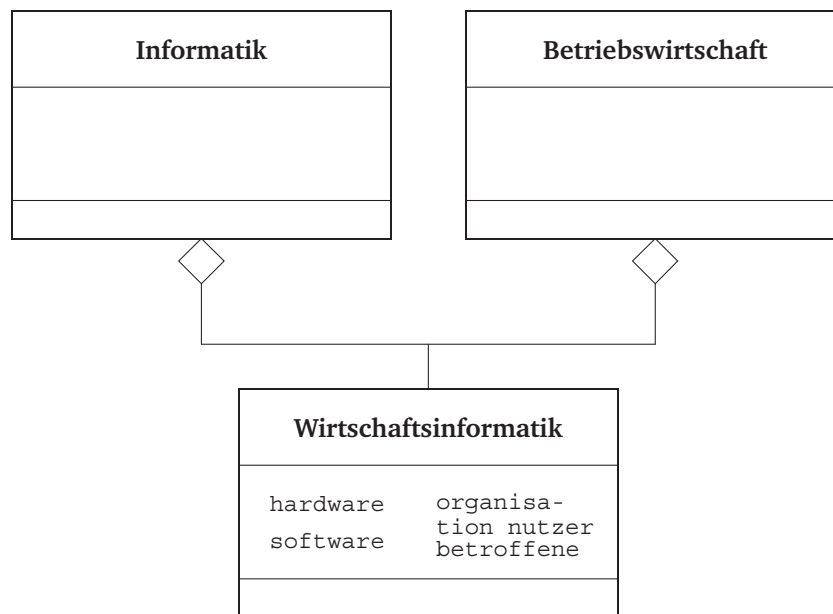 Informatik
Betriebswirtschaft
Wirtschaftsinformatik
hardware
software
organisa-
tion nutzer
betroffene